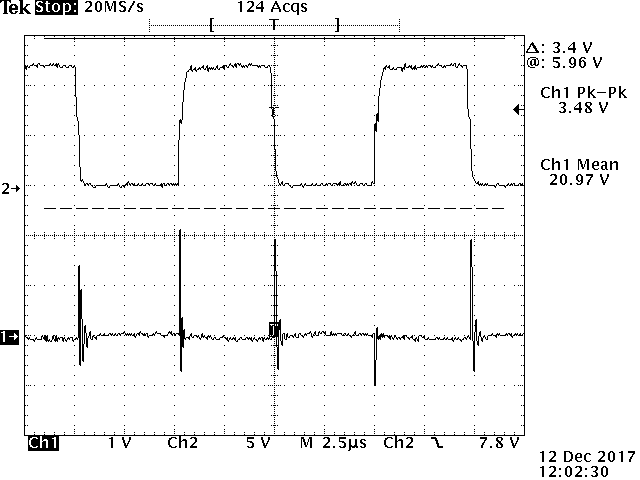 Tek Stop: 20MS/s 124 Acqs
[ T ]
Δ: 3.4 V
@: 5.96 V
Ch1 Pk-Pk
3.48 V
T
Ch1 Mean
20.97 V
2→
T
1→
Ch1 1 V Ch2 5 V M 2.5µs Ch2 7.8 V
12 Dec 2017
12:02:30